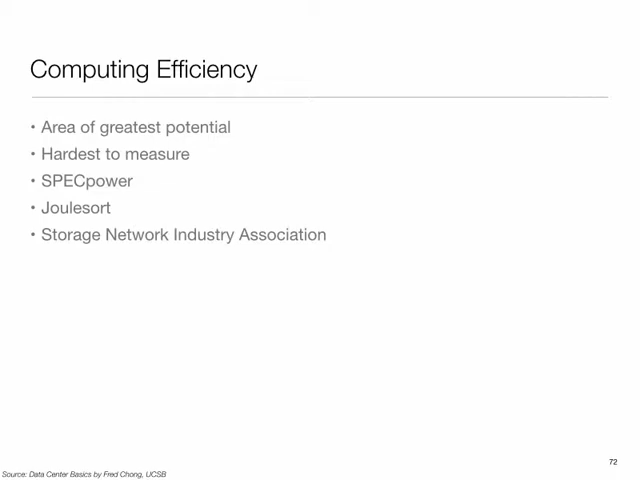 Computing Efficiency
• Area of greatest potential
• Hardest to measure
• SPECpower
• Joulesort
• Storage Network Industry Association
72
Source: Data Center Basics by Fred Chong, UCSB